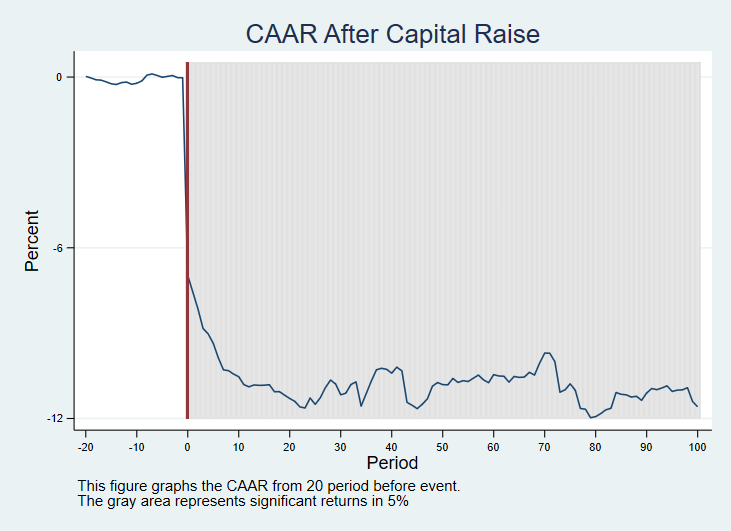 CAAR After Capital Raise
Percent
0
-6
-12
-20 -10 0 10 20 30 40 50 60 70 80 90 100
Period
This figure graphs the CAAR from 20 period before event.
The gray area represents significant returns in 5%